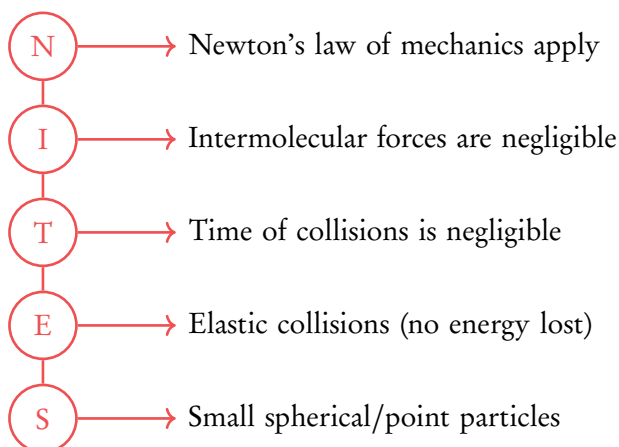 N Newton's law of mechanics apply
I Intermolecular forces are negligible
T Time of collisions is negligible
E Elastic collisions (no energy lost)
S Small spherical/point particles